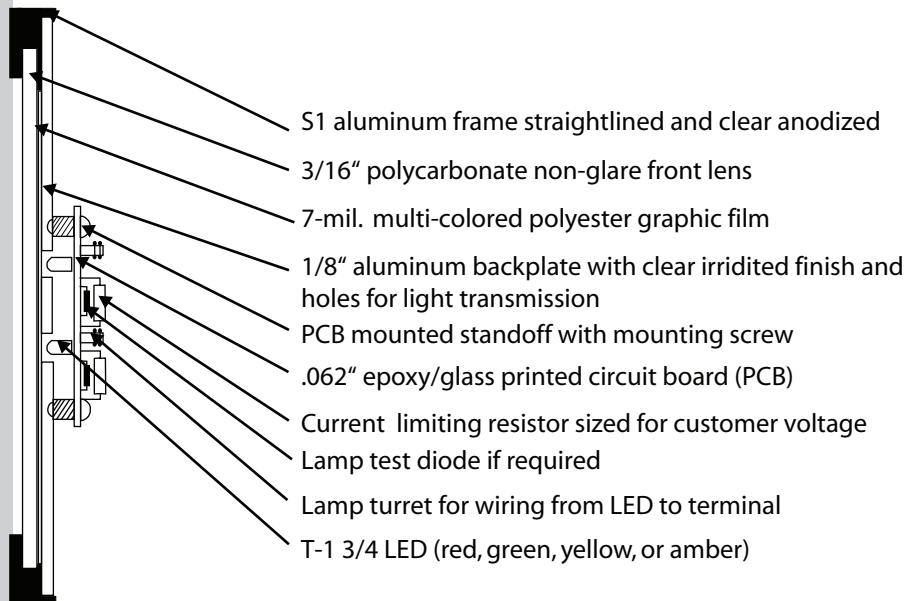 S1 aluminum frame straightlined and clear anodized
3/16“ polycarbonate non-glare front lens
7-mil. multi-colored polyester graphic film
1/8“ aluminum backplate with clear irridited finish and
holes for light transmission
PCB mounted standoff with mounting screw
.062“ epoxy/glass printed circuit board (PCB)
Current limiting resistor sized for customer voltage
Lamp test diode if required
Lamp turret for wiring from LED to terminal
T-1 3/4 LED (red, green, yellow, or amber)